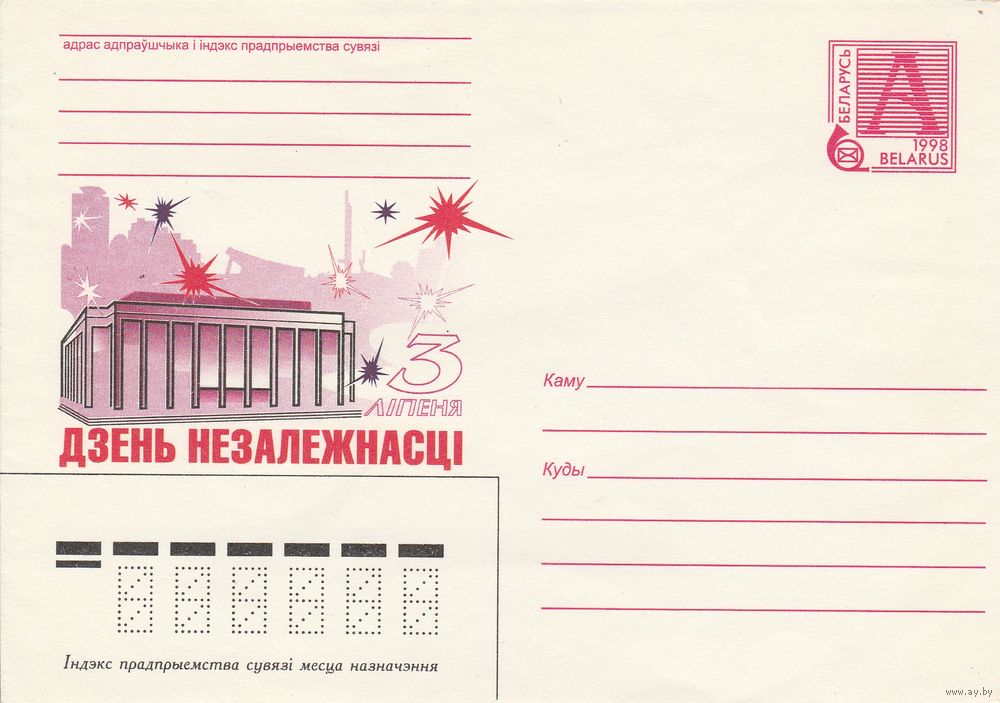 адрас адпраўшчыка і індэкс прадпрыемства сувязі
БЕЛАРУСЬ
А
1998
BELARUS
3
ЛІПЕНЯ
ДЗЕНЬ НЕЗАЛЕЖНАСЦІ
Каму
Куды
Індэкс прадпрыемства сувязі месца назначэння
www.ay.by